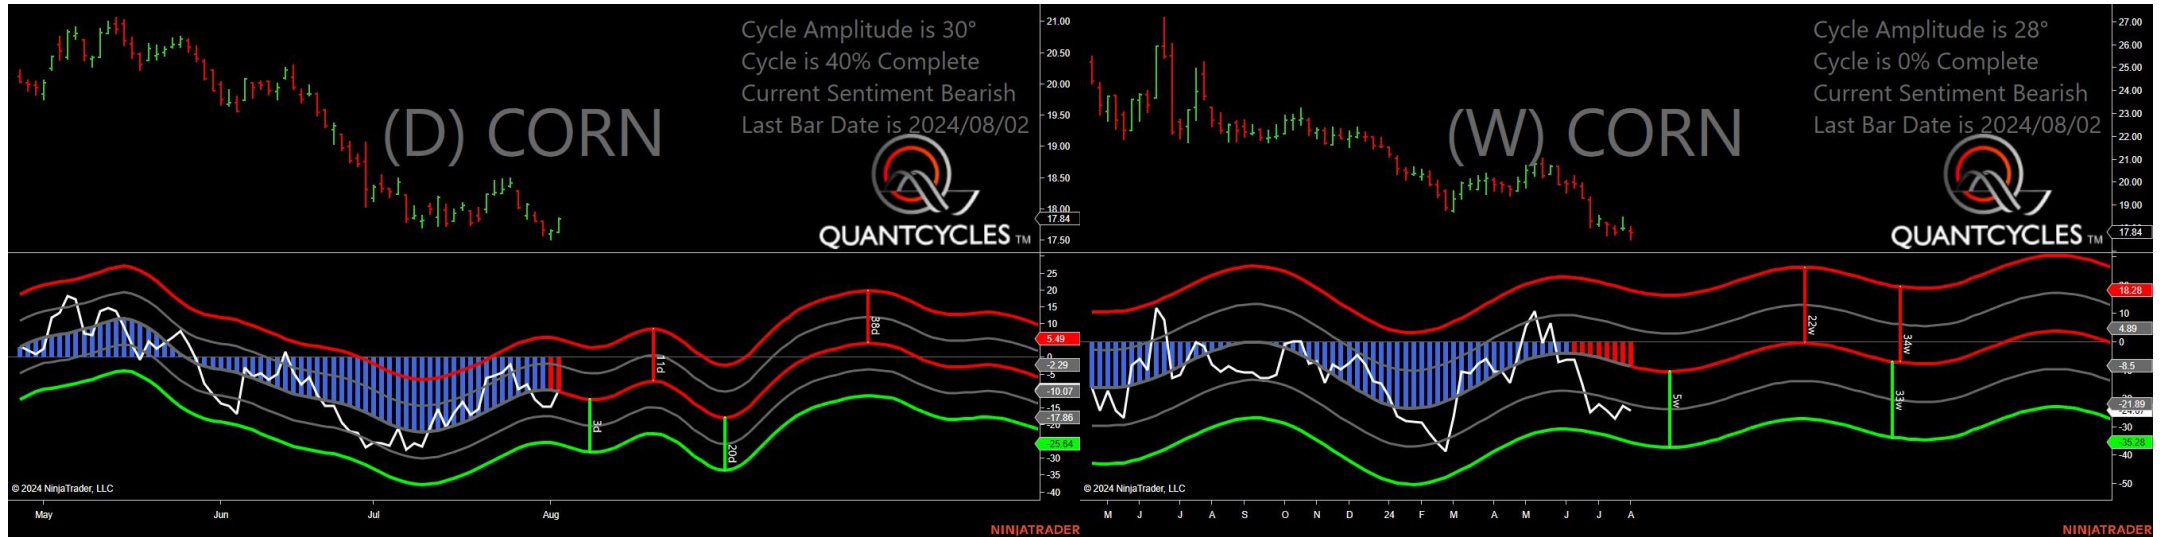 Cycle Amplitude is 30°
Cycle is 40% Complete
Current Sentiment Bearish
Last Bar Date is 2024/08/02
(D) CORN
QUANTCYCLES TM
21.00
20.50
20.00
19.50
19.00
18.50
18.00
17.84
17.50
25
20
15
10
5.49
0
-2.29
-5
-10.07
-15
-17.86
-20
-25.64
-30
-35
-40
3d
11d
20d
38d
© 2024 NinjaTrader, LLC
May Jun Jul Aug
NINJATRADER
Cycle Amplitude is 28°
Cycle is 0% Complete
Current Sentiment Bearish
Last Bar Date is 2024/08/02
(W) CORN
QUANTCYCLES TM
27.00
26.00
25.00
24.00
23.00
22.00
21.00
20.00
19.00
17.84
18.28
10
4.89
0
-8.5
-21.89
-30
-35.28
-40
-50
5w
22w
33w
34w
© 2024 NinjaTrader, LLC
M J J A S O N D 24 F M A M J J A
NINJATRADER